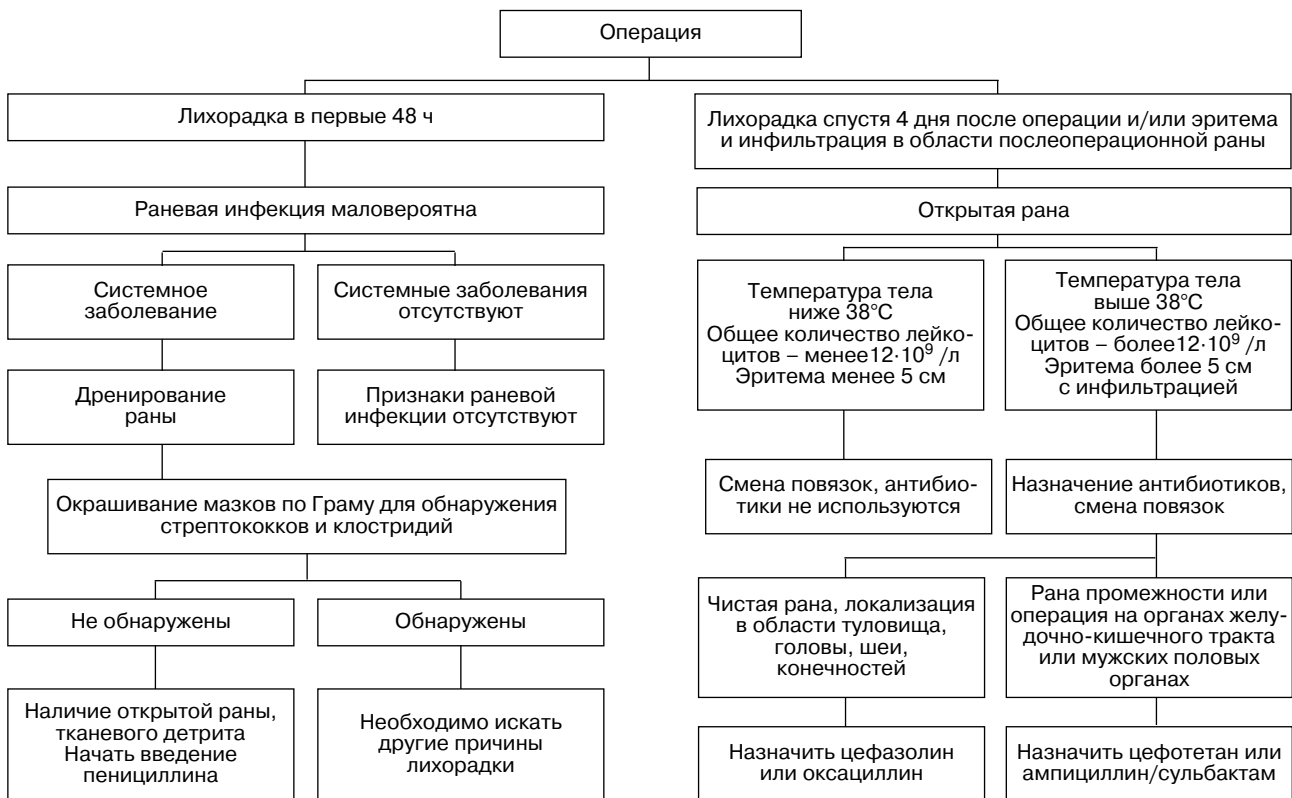 Операция
Лихорадка в первые 48 ч
Раневая инфекция маловероятна
Системное
заболевание
Системные заболевания
отсутствуют
Дренирование
раны
Признаки раневой
инфекции отсутствуют
Окрашивание мазков по Граму для обнаружения
стрептококков и клостридий
Не обнаружены
Обнаружены
Наличие открытой раны,
тканевого детрита
Начать введение
пенициллина
Необходимо искать
другие причины
лихорадки
Лихорадка спустя 4 дня после операции и/или эритема
и инфильтрация в области послеоперационной раны
Открытая рана
Температура тела
ниже 38°C
Общее количество лейко-
цитов – менее12·10⁹ /л
Эритема менее 5 см
Температура тела
выше 38°C
Общее количество лейко-
цитов – более12·10⁹ /л
Эритема более 5 см
с инфильтрацией
Смена повязок, антибио-
тики не используются
Назначение антибиотиков,
смена повязок
Чистая рана, локализация
в области туловища,
головы, шеи,
конечностей
Рана промежности или
операция на органах желу-
дочно-кишечного тракта
или мужских половых
органах
Назначить цефазолин
или оксациллин
Назначить цефотетан или
ампициллин/сульбактам